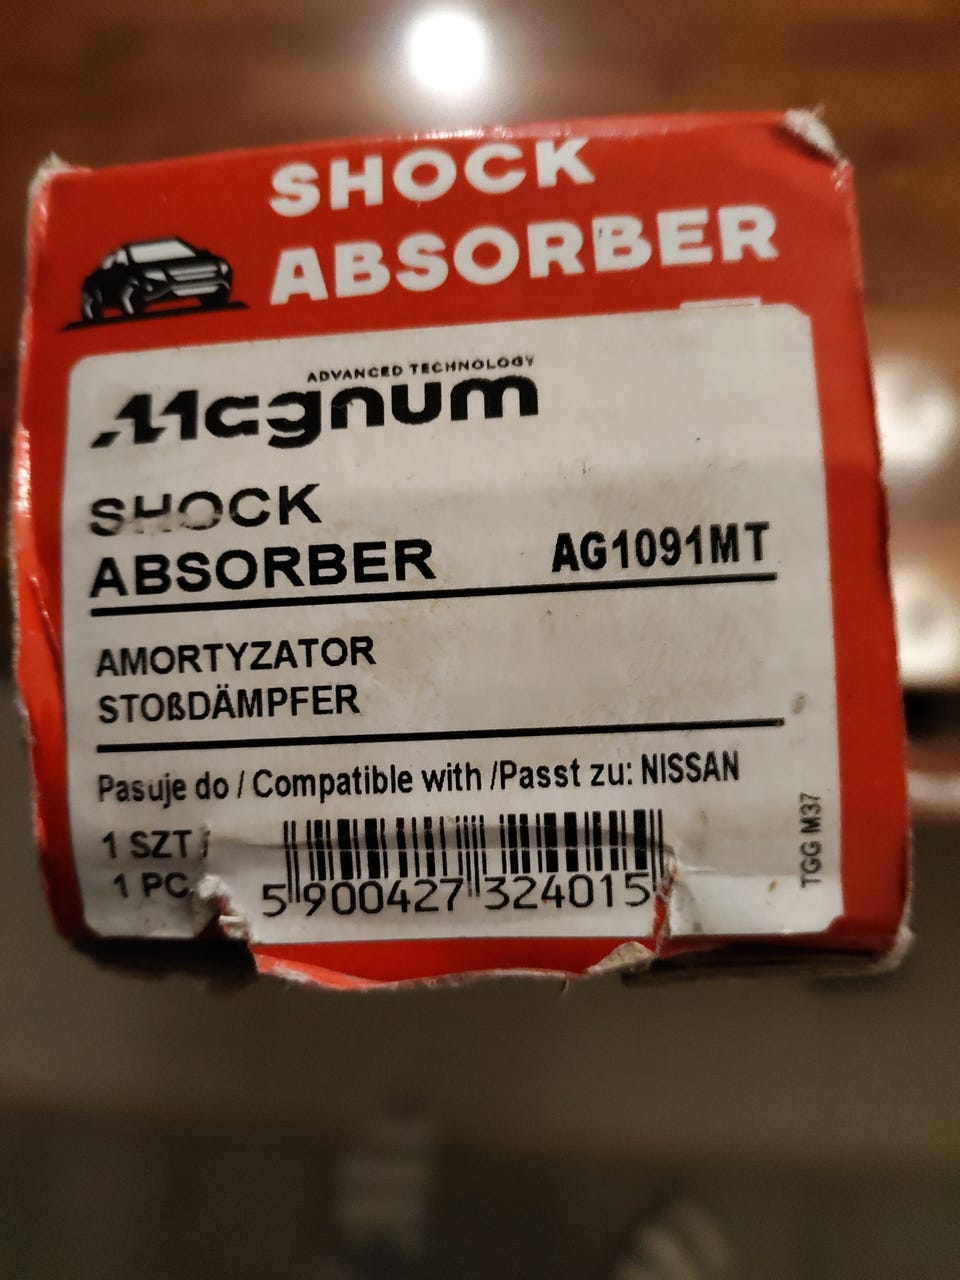 SHOCK
ABSORBER
ADVANCED TECHNOLOGY
Magnum
SHOCK
ABSORBER AG1091MT
AMORTYZATOR
STOßDÄMPFER
Pasuje do / Compatible with /Passt zu: NISSAN
1 SZT
1 PC
5 900427 324015
TGG M37